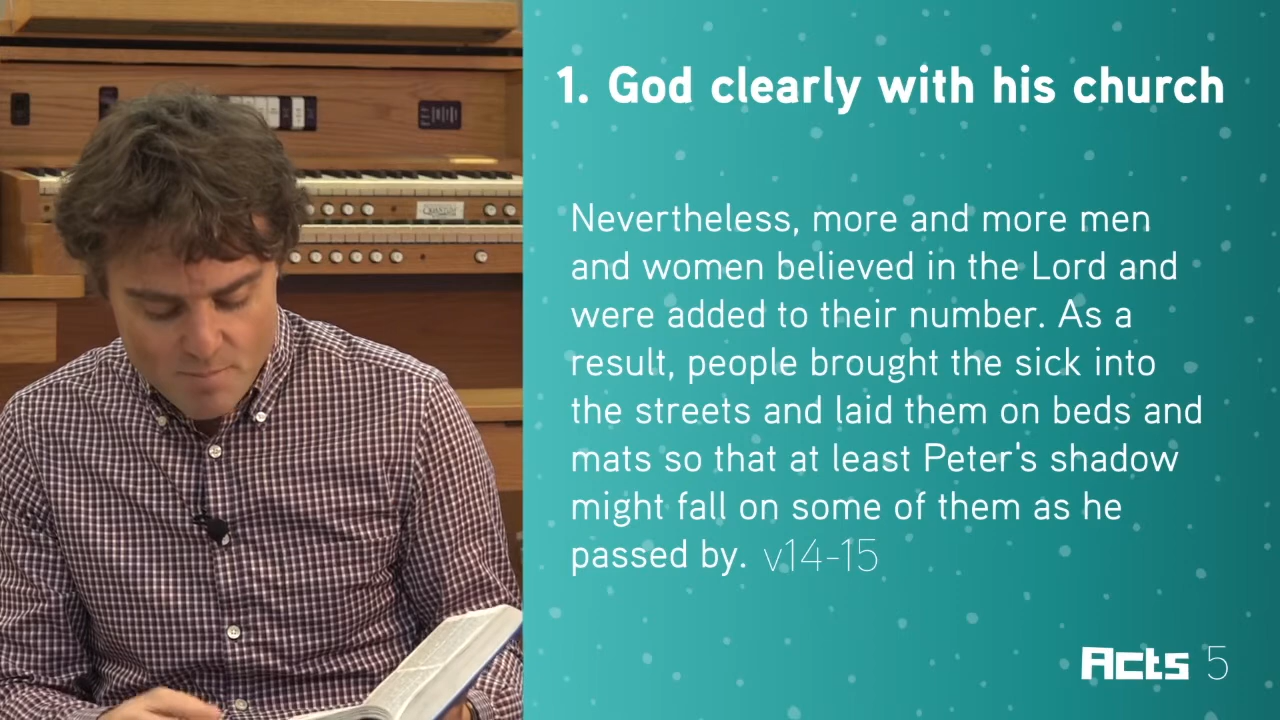 1. God clearly with his church
Nevertheless, more and more men
and women believed in the Lord and
were added to their number. As a
result, people brought the sick into
the streets and laid them on beds and
mats so that at least Peter's shadow
might fall on some of them as he
passed by. v14-15
Acts 5